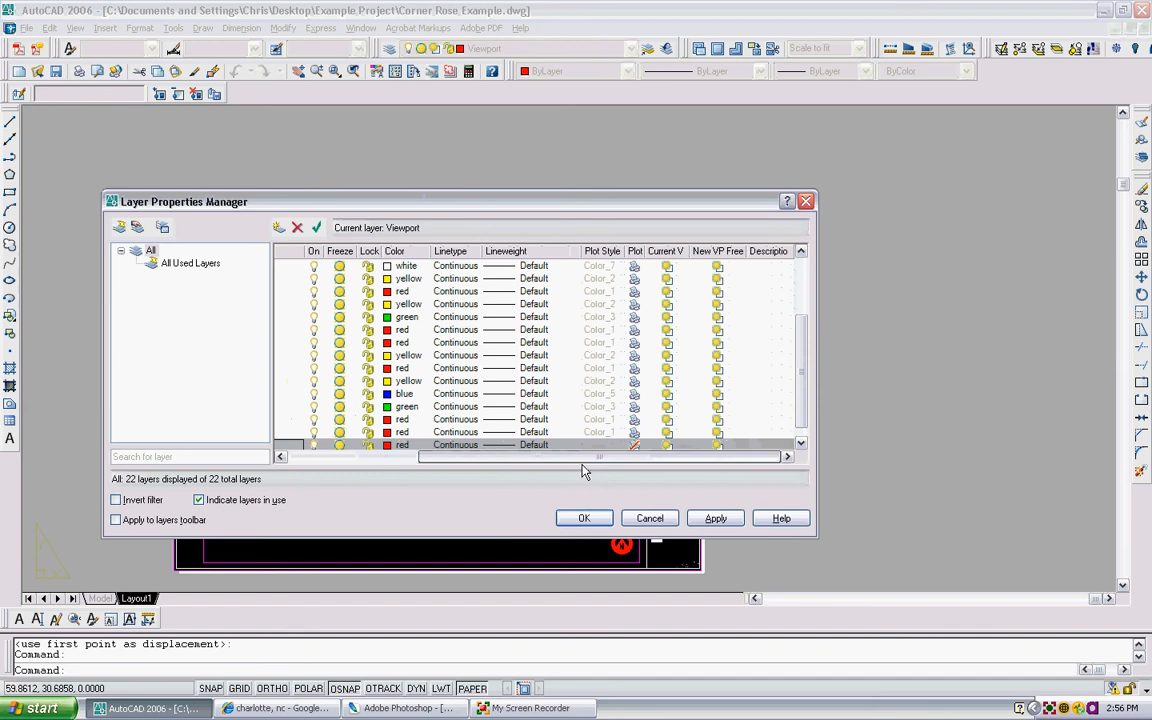 AutoCAD 2006 - [C:\Documents and Settings\Chris\Desktop\Example_Project\Corner_Rose_Example.dwg]
File Edit View Insert Format Tools Draw Dimension Modify Express Window Acrobat Adobe PDF Help
Viewport Scale to fit
ByLayer ByLayer ByLayer ByColor
Layer Properties Manager
Current layer: Viewport
All
All Used Layers
On Freeze Lock Color Linetype Lineweight Plot Style Plot Current V New VP Free Descriptio
white Continuous Default Color_7
yellow Continuous Default Color_2
red Continuous Default Color_1
yellow Continuous Default Color_2
green Continuous Default Color_3
red Continuous Default Color_1
red Continuous Default Color_1
yellow Continuous Default Color_2
red Continuous Default Color_1
yellow Continuous Default Color_2
blue Continuous Default Color_5
green Continuous Default Color_3
red Continuous Default Color_1
red Continuous Default Color_1
red Continuous Default
Search for layer
All: 22 layers displayed of 22 total layers
Invert filter Indicate layers in use
Apply to layers toolbar
OK Cancel Apply Help
Model Layout1
<use first point as displacement>:
Command:
Command:
59.8612, 30.6858, 0.0000 SNAP GRID ORTHO POLAR OSNAP OTRACK DYN LWT PAPER
start AutoCAD 2006 - [C:\... charlotte, nc - Google... Adobe Photoshop - [... My Screen Recorder 2:56 PM